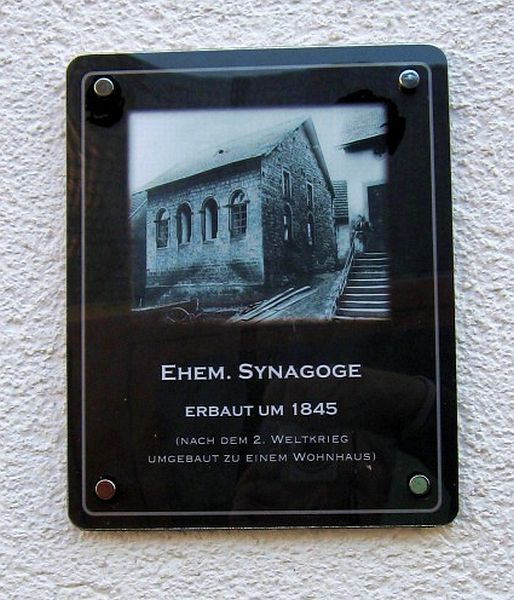 EHEM. SYNAGOGE
ERBAUT UM 1845
(NACH DEM 2. WELTKRIEG
UMGEBAUT ZU EINEM WOHNHAUS)